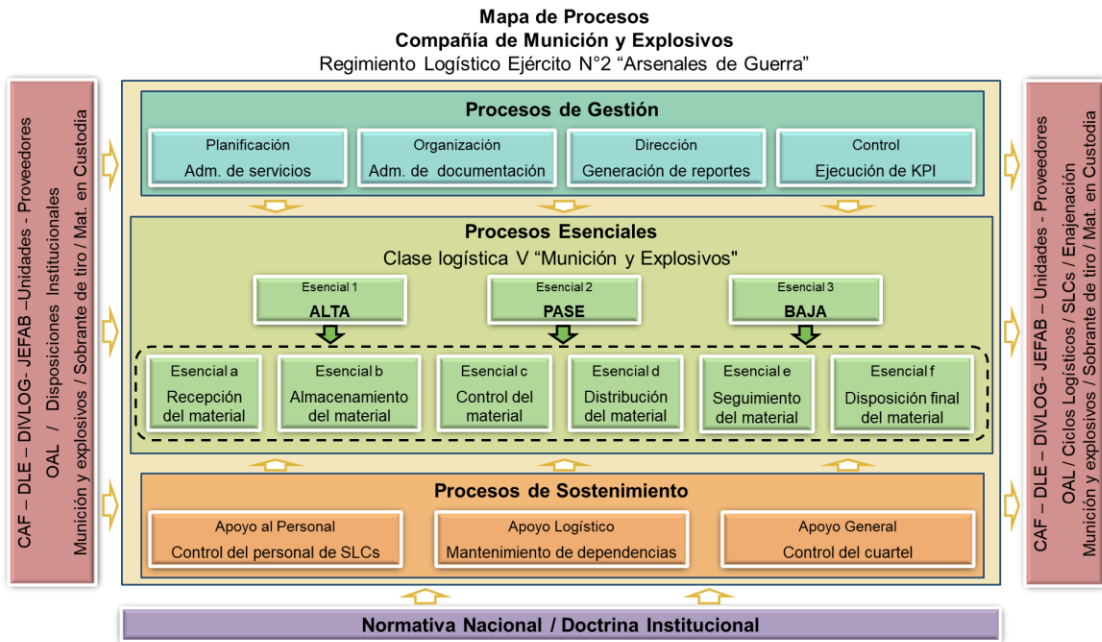 Mapa de Procesos
Compañía de Munición y Explosivos
Regimiento Logístico Ejército N°2 “Arsenales de Guerra”
CAF – DLE – DIVLOG- JEFAB –Unidades - Proveedores
OAL / Disposiciones Institucionales
Munición y explosivos / Sobrante de tiro / Mat. en Custodia
Procesos de Gestión
Planificación
Adm. de servicios
Organización
Adm. de documentación
Dirección
Generación de reportes
Control
Ejecución de KPI
Procesos Esenciales
Clase logística V “Munición y Explosivos"
Esencial 1
ALTA
Esencial 2
PASE
Esencial 3
BAJA
Esencial a
Recepción
del material
Esencial b
Almacenamiento
del material
Esencial c
Control del
material
Esencial d
Distribución
del material
Esencial e
Seguimiento
del material
Esencial f
Disposición final
del material
Procesos de Sostenimiento
Apoyo al Personal
Control del personal de SLCs
Apoyo Logístico
Mantenimiento de dependencias
Apoyo General
Control del cuartel
Normativa Nacional / Doctrina Institucional
CAF – DLE – DIVLOG- JEFAB – Unidades - Proveedores
OAL / Ciclos Logísticos / SLCs / Enajenación
Munición y explosivos / Sobrante de tiro / Mat. en Custodia